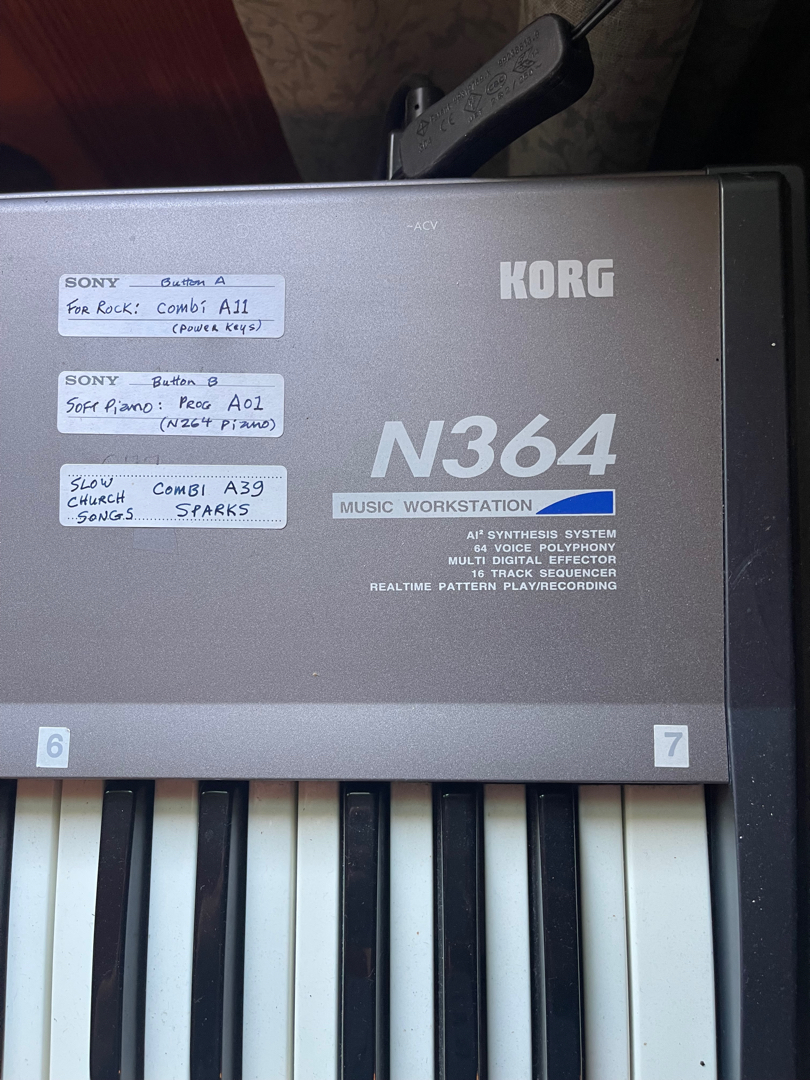 ~ACV
SONY Button A
FOR ROCK: Combi A11
(POWER Keys)
SONY Button B
SOFT Piano: PROG A01
(N264 Piano)
SLOW CHURCH SONGS
COMBI A39
SPARKS
KORG
N364
MUSIC WORKSTATION
AI² SYNTHESIS SYSTEM
64 VOICE POLYPHONY
MULTI DIGITAL EFFECTOR
16 TRACK SEQUENCER
REALTIME PATTERN PLAY/RECORDING
6
7